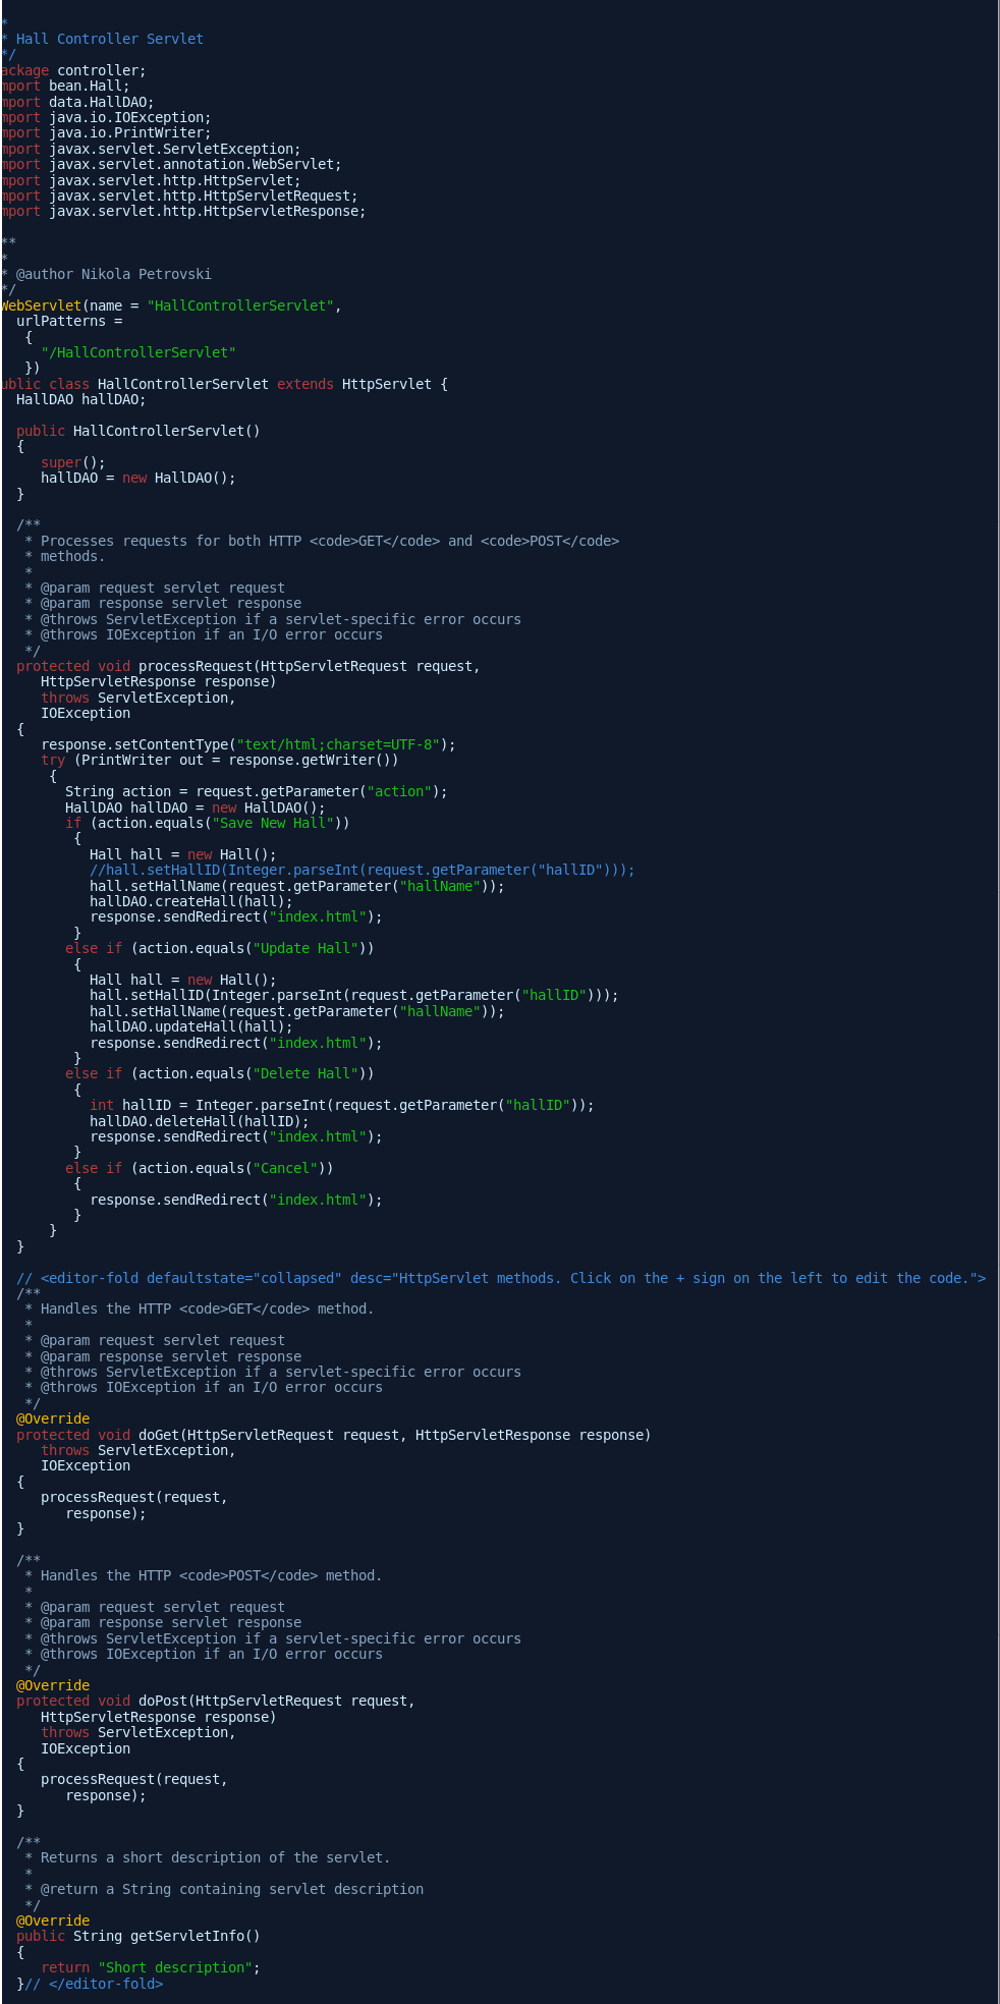 *
* Hall Controller Servlet
*/
ackage controller;
mport bean.Hall;
mport data.HallDAO;
mport java.io.IOException;
mport java.io.PrintWriter;
mport javax.servlet.ServletException;
mport javax.servlet.annotation.WebServlet;
mport javax.servlet.http.HttpServlet;
mport javax.servlet.http.HttpServletRequest;
mport javax.servlet.http.HttpServletResponse;

**
*
* @author Nikola Petrovski
*/
WebServlet(name = "HallControllerServlet",
  urlPatterns =
   {
     "/HallControllerServlet"
   })
ublic class HallControllerServlet extends HttpServlet {
  HallDAO hallDAO;

  public HallControllerServlet()
  {
     super();
     hallDAO = new HallDAO();
  }

  /**
   * Processes requests for both HTTP <code>GET</code> and <code>POST</code>
   * methods.
   *
   * @param request servlet request
   * @param response servlet response
   * @throws ServletException if a servlet-specific error occurs
   * @throws IOException if an I/O error occurs
   */
  protected void processRequest(HttpServletRequest request,
     HttpServletResponse response)
     throws ServletException,
     IOException
  {
     response.setContentType("text/html;charset=UTF-8");
     try (PrintWriter out = response.getWriter())
      {
        String action = request.getParameter("action");
        HallDAO hallDAO = new HallDAO();
        if (action.equals("Save New Hall"))
         {
           Hall hall = new Hall();
           //hall.setHallID(Integer.parseInt(request.getParameter("hallID")));
           hall.setHallName(request.getParameter("hallName"));
           hallDAO.createHall(hall);
           response.sendRedirect("index.html");
         }
        else if (action.equals("Update Hall"))
         {
           Hall hall = new Hall();
           hall.setHallID(Integer.parseInt(request.getParameter("hallID")));
           hall.setHallName(request.getParameter("hallName"));
           hallDAO.updateHall(hall);
           response.sendRedirect("index.html");
         }
        else if (action.equals("Delete Hall"))
         {
           int hallID = Integer.parseInt(request.getParameter("hallID"));
           hallDAO.deleteHall(hallID);
           response.sendRedirect("index.html");
         }
        else if (action.equals("Cancel"))
         {
           response.sendRedirect("index.html");
         }
      }
  }

  // <editor-fold defaultstate="collapsed" desc="HttpServlet methods. Click on the + sign on the left to edit the code.">
  /**
   * Handles the HTTP <code>GET</code> method.
   *
   * @param request servlet request
   * @param response servlet response
   * @throws ServletException if a servlet-specific error occurs
   * @throws IOException if an I/O error occurs
   */
  @Override
  protected void doGet(HttpServletRequest request, HttpServletResponse response)
     throws ServletException,
     IOException
  {
     processRequest(request,
        response);
  }

  /**
   * Handles the HTTP <code>POST</code> method.
   *
   * @param request servlet request
   * @param response servlet response
   * @throws ServletException if a servlet-specific error occurs
   * @throws IOException if an I/O error occurs
   */
  @Override
  protected void doPost(HttpServletRequest request,
     HttpServletResponse response)
     throws ServletException,
     IOException
  {
     processRequest(request,
        response);
  }

  /**
   * Returns a short description of the servlet.
   *
   * @return a String containing servlet description
   */
  @Override
  public String getServletInfo()
  {
     return "Short description";
  }// </editor-fold>